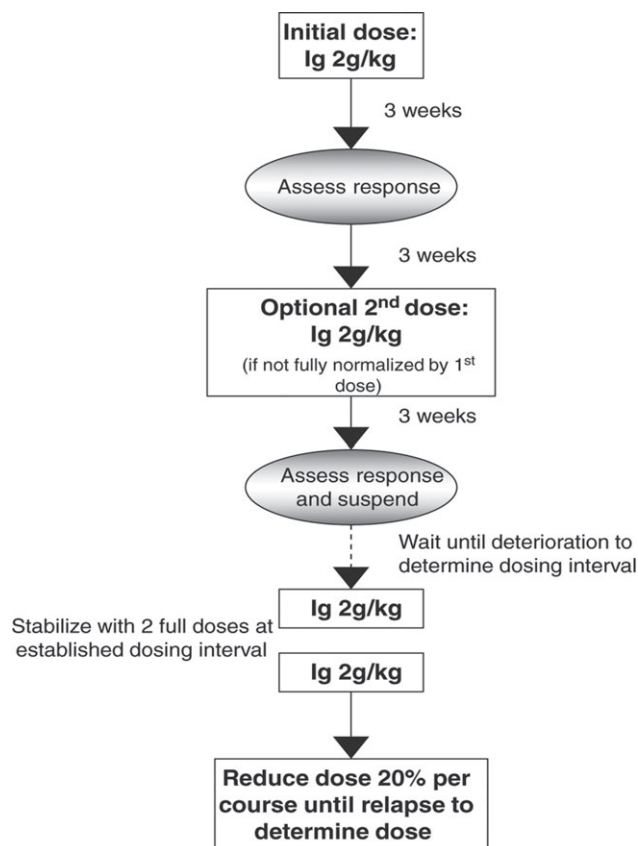 Initial dose:
Ig 2g/kg
3 weeks
Assess response
3 weeks
Optional 2nd dose:
Ig 2g/kg
(if not fully normalized by 1st
dose)
3 weeks
Assess response
and suspend
Wait until deterioration to
determine dosing interval
Ig 2g/kg
Stabilize with 2 full doses at
established dosing interval
Ig 2g/kg
Reduce dose 20% per
course until relapse to
determine dose